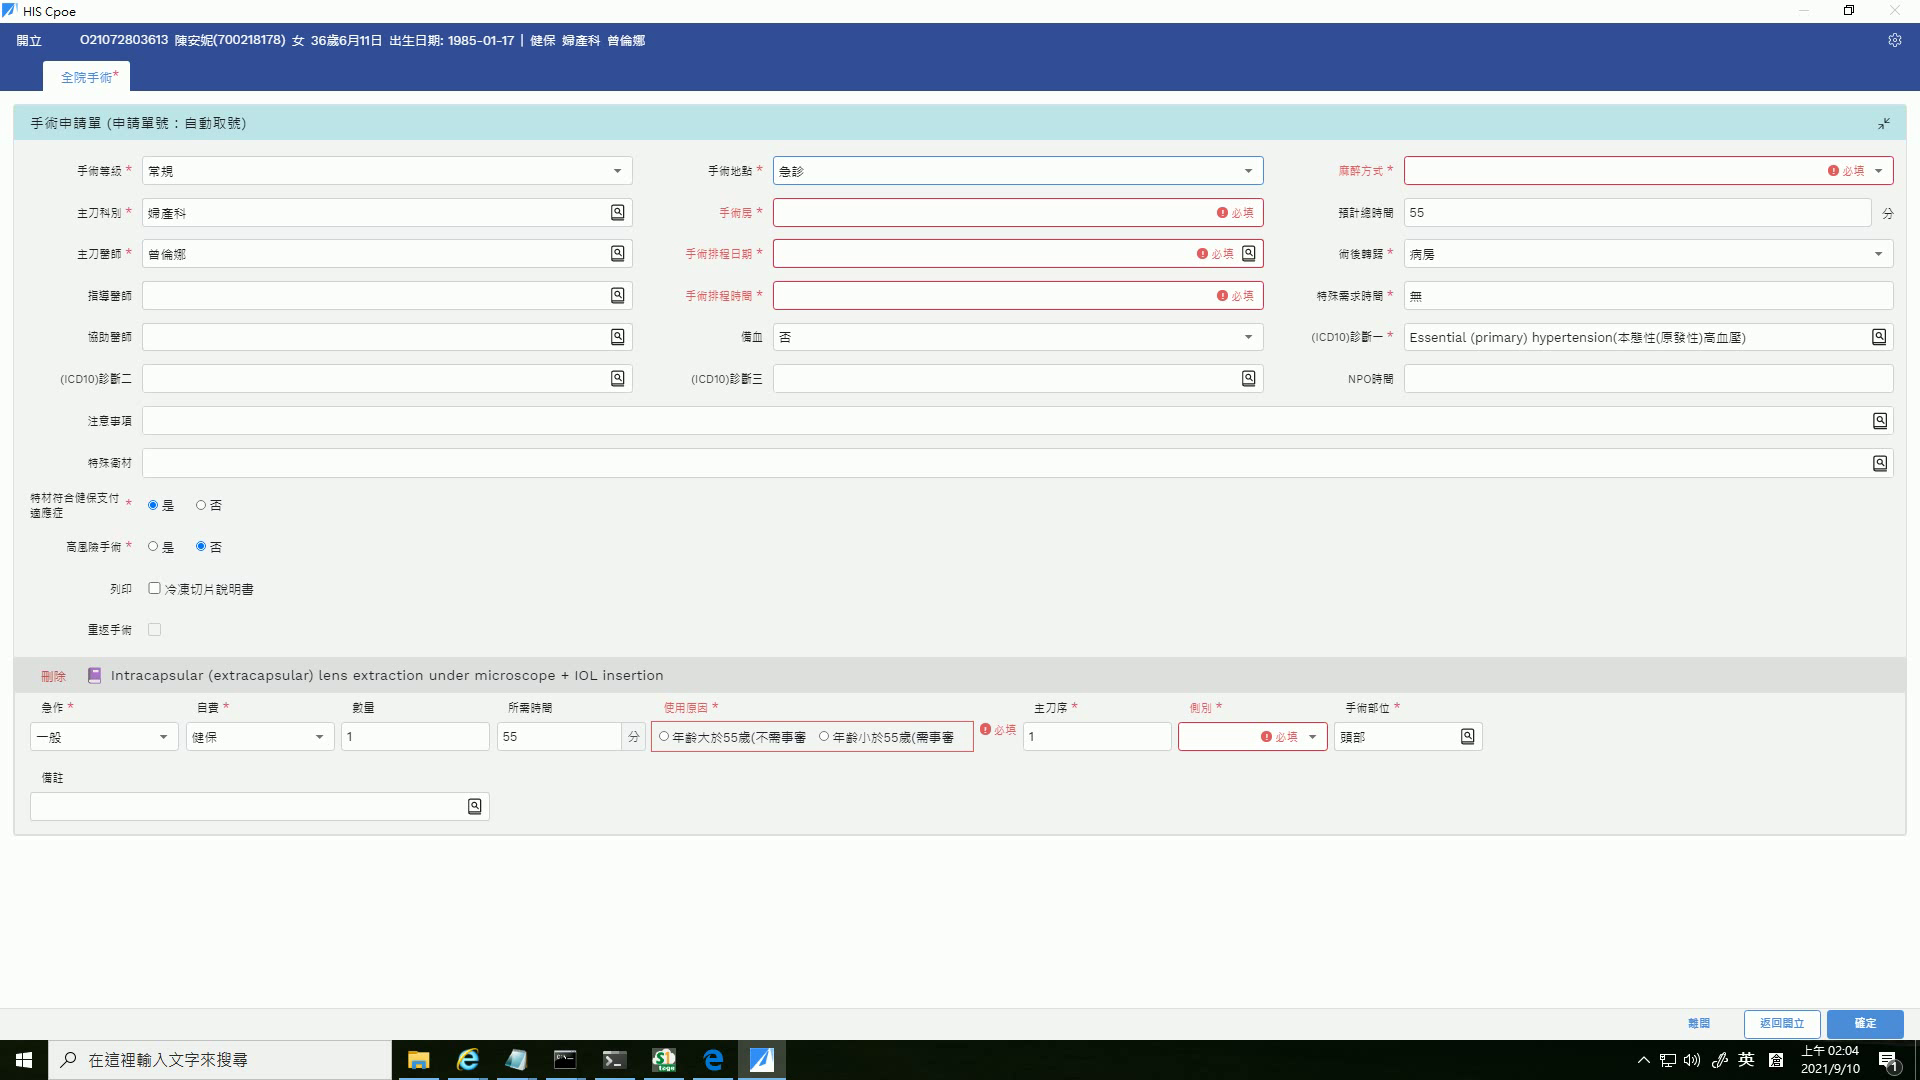 HIS Cpoe
開立 O21072803613 陳安妮(700218178) 女 36歲6月11日 出生日期: 1985-01-17 | 健保 婦產科 曾倫娜
全院手術*
手術申請單 (申請單號：自動取號)
手術等級 * 常規 手術地點 * 急診 麻醉方式 * 必填
主刀科別 * 婦產科 手術房 * 必填 預計總時間 55 分
主刀醫師 * 曾倫娜 手術排程日期 * 必填 術後轉歸 * 病房
指導醫師 手術排程時間 * 必填 特殊需求時間 * 無
協助醫師 備血 否 (ICD10)診斷一 * Essential (primary) hypertension(本態性(原發性)高血壓)
(ICD10)診斷二 (ICD10)診斷三 NPO時間
注意事項
特殊衛材
特材符合健保支付適應症 * 是 否
高風險手術 * 是 否
列印 冷凍切片說明書
重返手術
刪除 Intracapsular (extracapsular) lens extraction under microscope + IOL insertion
急作 * 自費 * 數量 所需時間 使用原因 * 主刀序 * 側別 * 手術部位 *
一般 健保 1 55 分 年齡大於55歲(不需事審 年齡小於55歲(需事審 必填 1 必填 頭部
備註
離開 返回開立 確定
在這裡輸入文字來搜尋 英 上午 02:04
2021/9/10 1